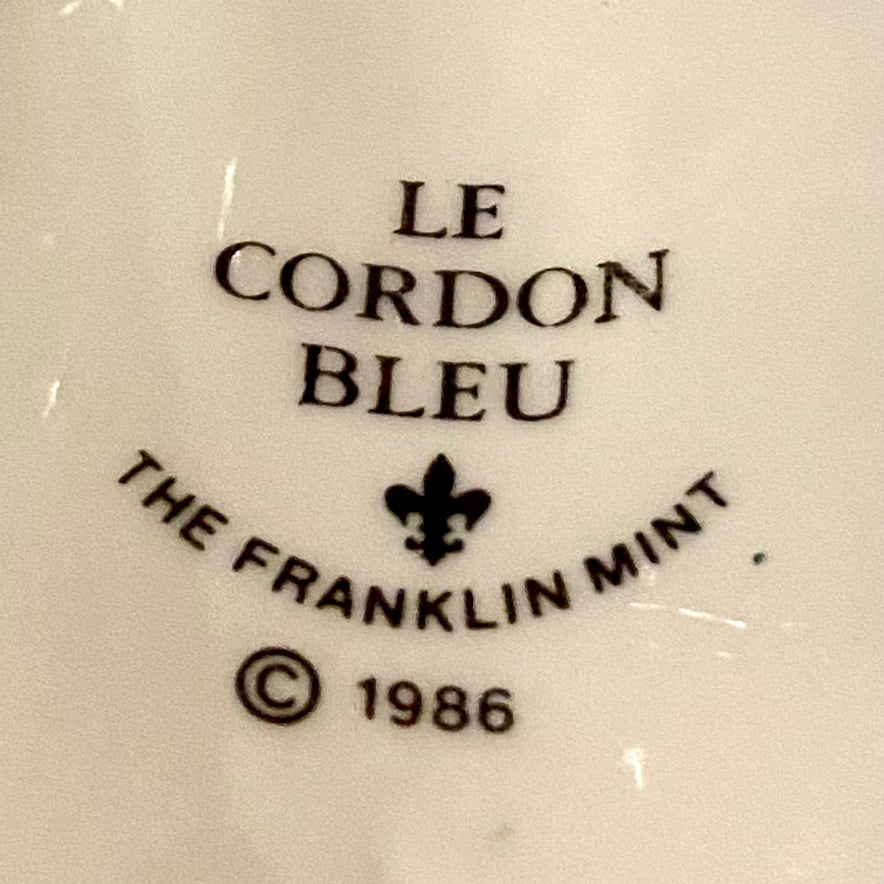 LE
CORDON
BLEU
THE FRANKLIN MINT
© 1986